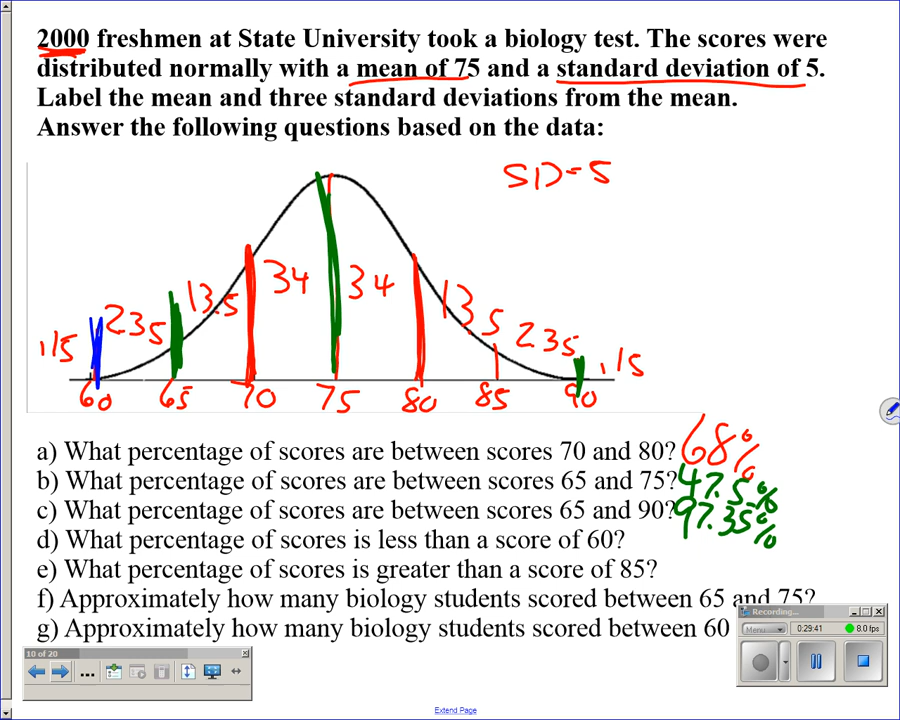 2000 freshmen at State University took a biology test. The scores were
distributed normally with a mean of 75 and a standard deviation of 5.
Label the mean and three standard deviations from the mean.
Answer the following questions based on the data:
SD=5
.15 235 13.5 34 34 135 235 .15
60 65 70 75 80 85 90
a) What percentage of scores are between scores 70 and 80? 68%
b) What percentage of scores are between scores 65 and 75? 47.5%
c) What percentage of scores are between scores 65 and 90? 97.35%
d) What percentage of scores is less than a score of 60?
e) What percentage of scores is greater than a score of 85?
f) Approximately how many biology students scored between 65 and 75?
g) Approximately how many biology students scored between 60
Recording...
Menu 0:29:41 8.0 fps
10 of 20
Extend Page